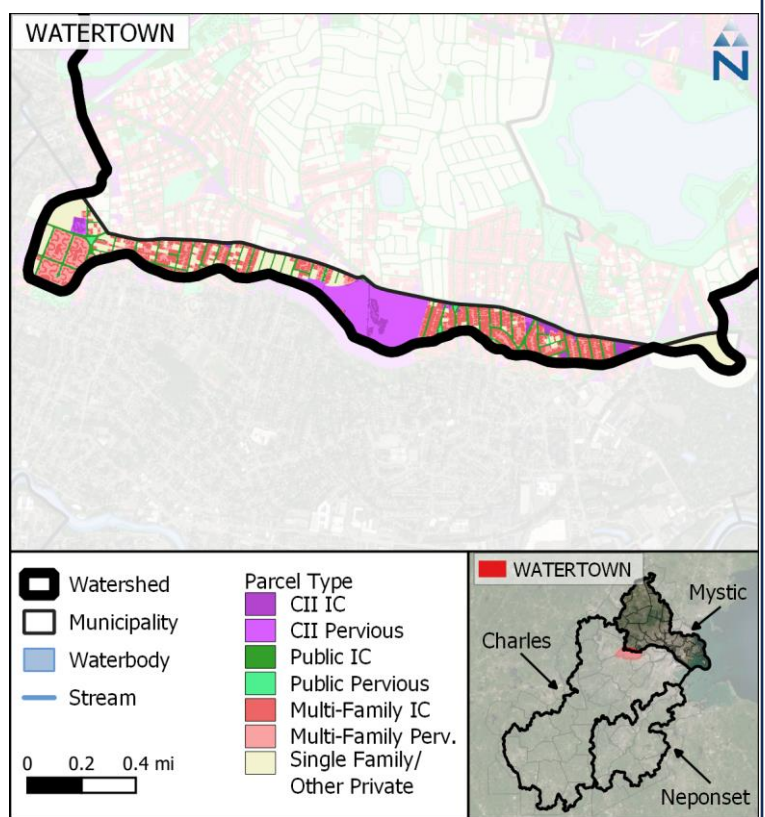 WATERTOWN
N
Watershed
Municipality
Waterbody
Stream
0 0.2 0.4 mi
Parcel Type
CII IC
CII Pervious
Public IC
Public Pervious
Multi-Family IC
Multi-Family Perv.
Single Family/
Other Private
WATERTOWN
Mystic
Charles
Neponset